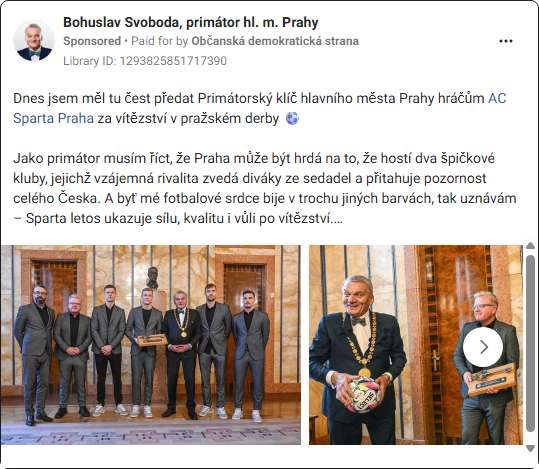 Bohuslav Svoboda, primátor hl. m. Prahy
Sponsored • Paid for by Občanská demokratická strana
Library ID: 1293825851717390
Dnes jsem měl tu čest předat Primátorský klíč hlavního města Prahy hráčům AC
Sparta Praha za vítězství v pražském derby
Jako primátor musím říct, že Praha může být hrdá na to, že hostí dva špičkové
kluby, jejichž vzájemná rivalita zvedá diváky ze sedadel a přitahuje pozornost
celého Česka. A byť mé fotbalové srdce bije v trochu jiných barvách, tak uznávám
– Sparta letos ukazuje sílu, kvalitu i vůli po vítězství....
SELECT